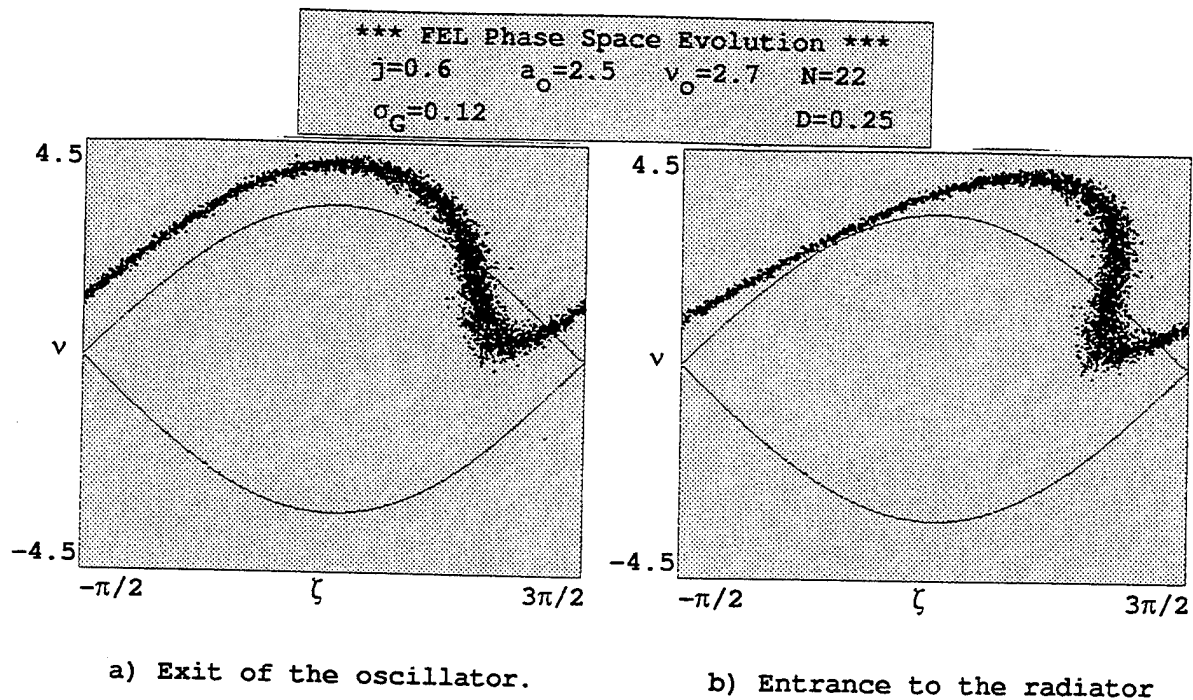 *** FEL Phase Space Evolution ***
j=0.6 a₀=2.5 ν₀=2.7 N=22
σ_G=0.12 D=0.25
4.5
ν
-4.5
-π/2 ζ 3π/2
4.5
ν
-4.5
-π/2 ζ 3π/2
a) Exit of the oscillator.
b) Entrance to the radiator